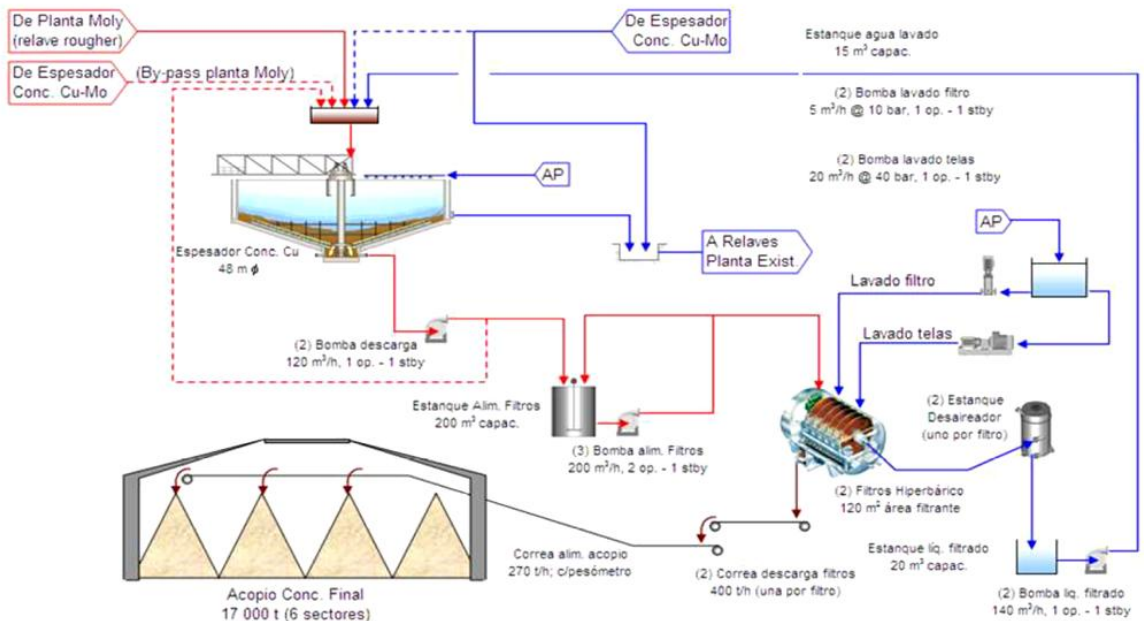 De Planta Moly
(relave rougher)
De Espesador
Conc. Cu-Mo
(By-pass planta Moly)
De Espesador
Conc. Cu-Mo
Estanque agua lavado
15 m³ capac.
(2) Bomba lavado filtro
5 m³/h @ 10 bar, 1 op. - 1 stby
(2) Bomba lavado telas
20 m³/h @ 40 bar, 1 op. - 1 stby
AP
AP
Espesador Conc. Cu
48 m ϕ
A Relaves
Planta Exist
Lavado filtro
Lavado telas
(2) Bomba descarga
120 m³/h, 1 op. - 1 stby
Estanque Alim. Filtros
200 m³ capac.
(3) Bomba alim. Filtros
200 m³/h, 2 op. - 1 stby
(2) Estanque
Desaireador
(uno por filtro)
(2) Filtros Hiperbárico
120 m² área filtrante
Correa alim. acopio
270 t/h; c/pesómetro
(2) Correa descarga filtros
400 t/h (una por filtro)
Estanque líq. filtrado
20 m³ capac.
(2) Bomba liq. filtrado
140 m³/h, 1 op. - 1 stby
Acopio Conc. Final
17 000 t (6 sectores)